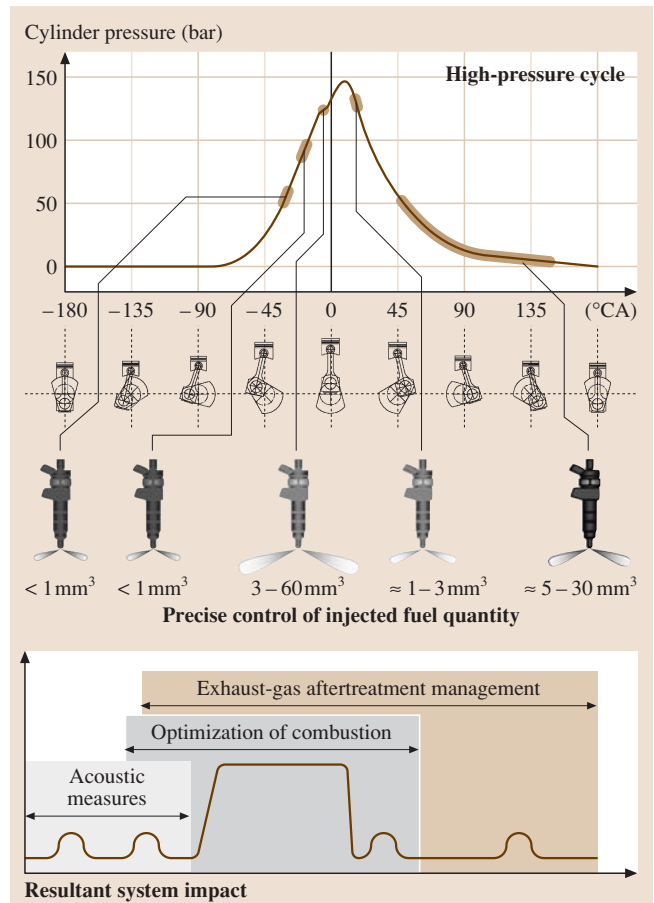 Cylinder pressure (bar)
High-pressure cycle
150
100
50
0
−180 −135 −90 −45 0 45 90 135 (°CA)
< 1 mm³ < 1 mm³ 3 – 60 mm³ ≈ 1 – 3 mm³ ≈ 5 – 30 mm³
Precise control of injected fuel quantity
Exhaust-gas aftertreatment management
Optimization of combustion
Acoustic
measures
Resultant system impact